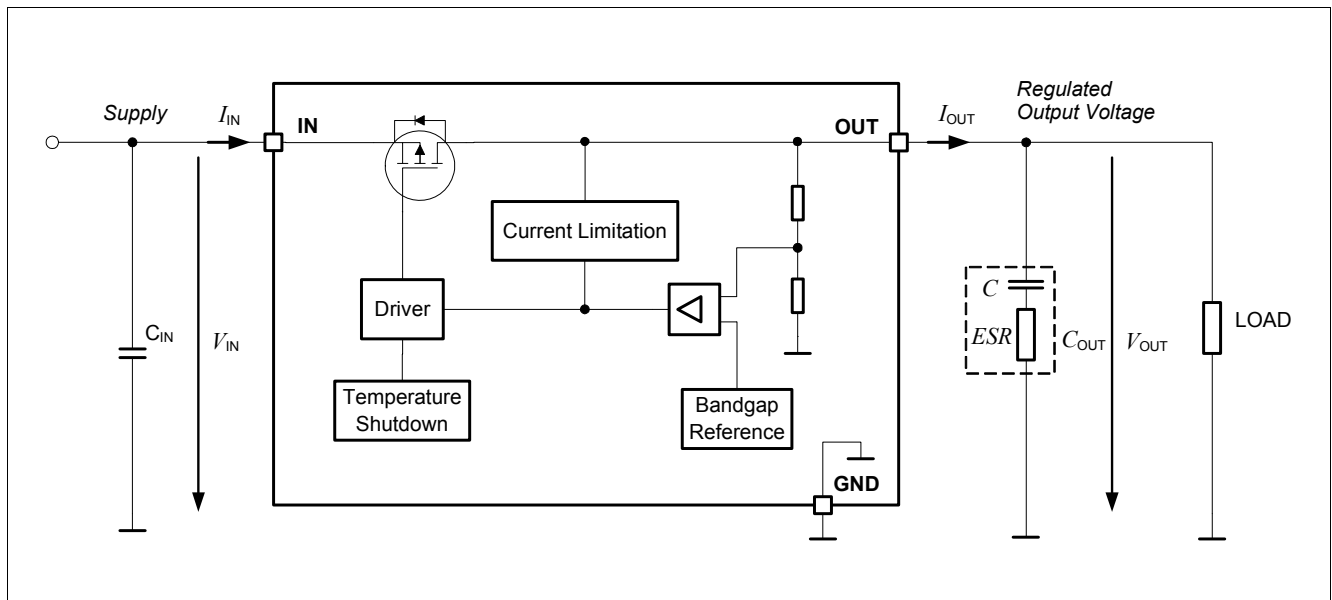 Supply
I_IN
IN
OUT
I_OUT
Regulated
Output Voltage
Current Limitation
Driver
C_IN
V_IN
Temperature
Shutdown
Bandgap
Reference
GND
C
ESR
C_OUT
V_OUT
LOAD